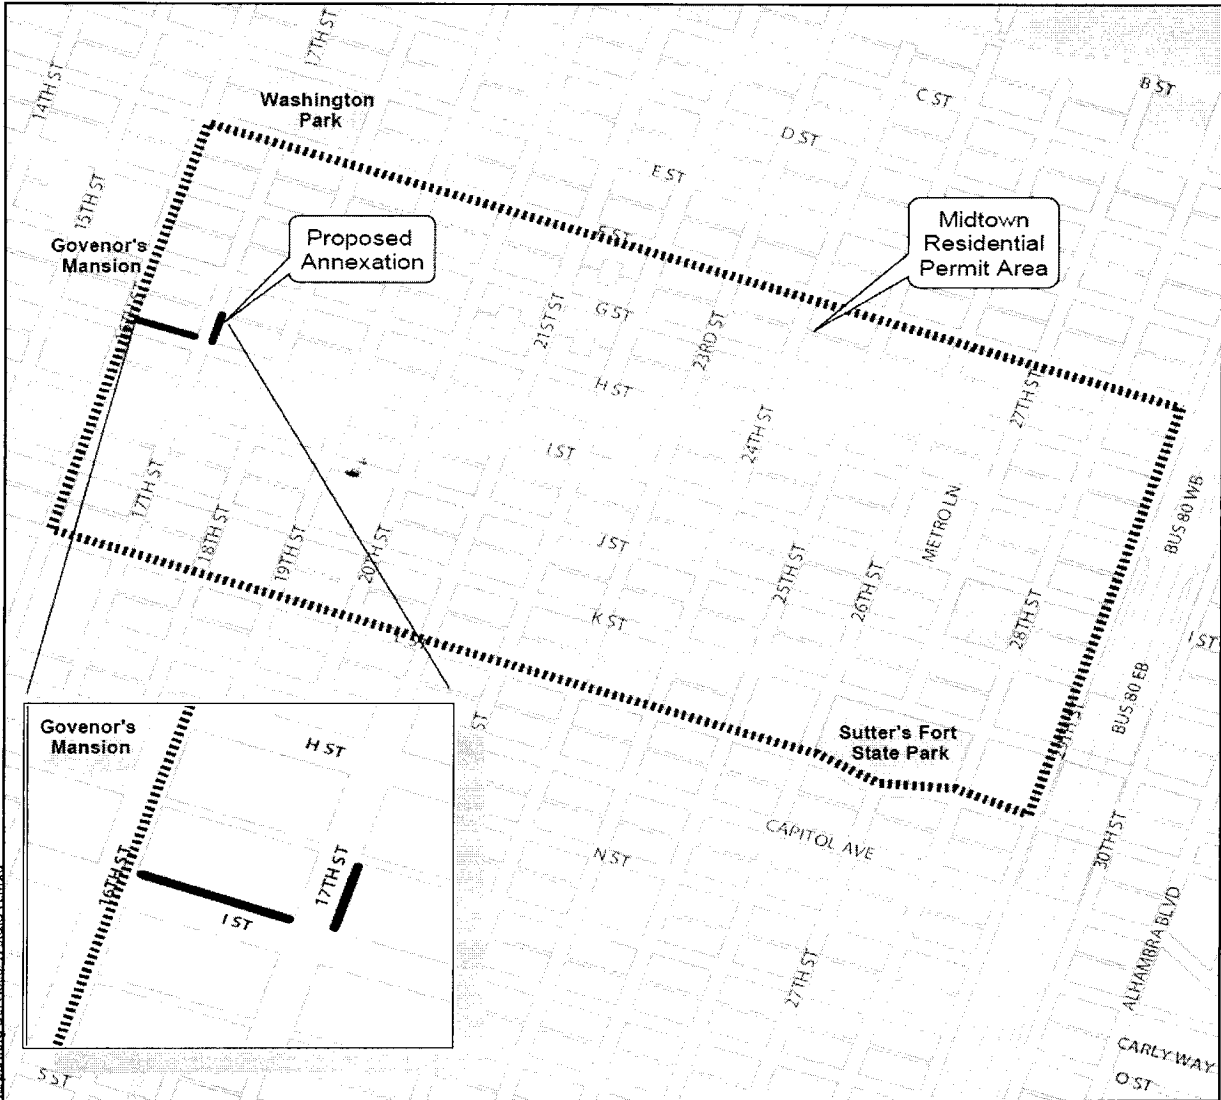 17TH ST
14TH ST
B ST
C ST
Washington
Park
D ST
E ST
15TH ST
Govenor's
Mansion
Proposed
Annexation
Midtown
Residential
Permit Area
F ST
16TH ST
G ST
21ST ST
23RD ST
H ST
27TH ST
24TH ST
I ST
17TH ST
18TH ST
19TH ST
20TH ST
J ST
METRO LN
BUS 80 WB
25TH ST
26TH ST
28TH ST
K ST
I ST
BUS 80 EB
29TH ST
ST
Sutter's Fort
State Park
Govenor's
Mansion
H ST
16TH ST
17TH ST
I ST
CAPITOL AVE
N ST
30TH ST
ALHAMBRA BLVD
27TH ST
CARLY WAY
O ST
S ST